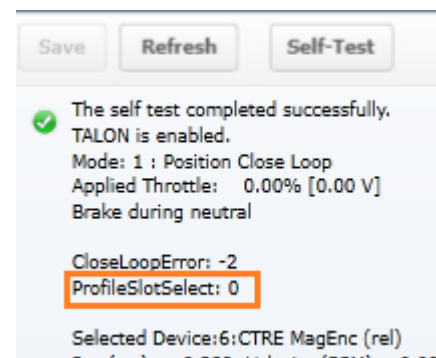 Save Refresh Self-Test
The self test completed successfully.
TALON is enabled.
Mode: 1 : Position Close Loop
Applied Throttle: 0.00% [0.00 V]
Brake during neutral
CloseLoopError: -2
ProfileSlotSelect: 0
Selected Device:6:CTRE MagEnc (rel)